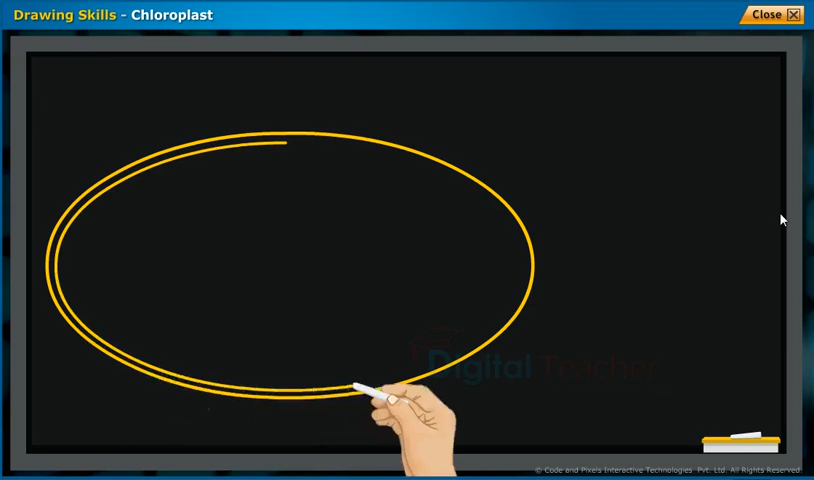 Drawing Skills - Chloroplast
Close
Digital Teacher
© Code and Pixels Interactive Technologies Pvt. Ltd. All Rights Reserved